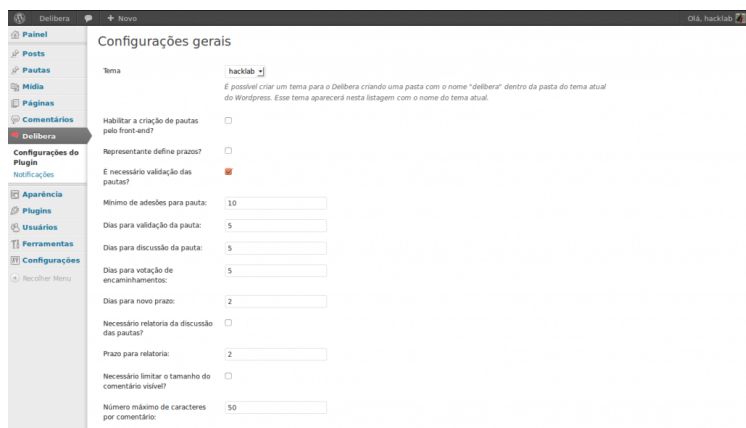 Delibera + Novo Olá, hacklab
Painel
Posts
Pautas
Mídia
Páginas
Comentários
Delibera
Configurações do
Plugin
Notificações
Aparência
Plugins
Usuários
Ferramentas
Configurações
Recolher Menu
Configurações gerais
Tema hacklab
É possível criar um tema para o Delibera criando uma pasta com o nome "delibera" dentro da pasta do tema atual
do Wordpress. Esse tema aparecerá nesta listagem com o nome do tema atual.
Habilitar a criação de pautas
pelo front-end?
Representante define prazos?
É necessário validação das
pautas?
Mínimo de adesões para pauta: 10
Dias para validação da pauta: 5
Dias para discussão da pauta: 5
Dias para votação de 5
encaminhamentos:
Dias para novo prazo: 2
Necessário relatoria da discussão
das pautas?
Prazo para relatoria: 2
Necessário limitar o tamanho do
comentário visível?
Número máximo de caracteres 50
por comentário: